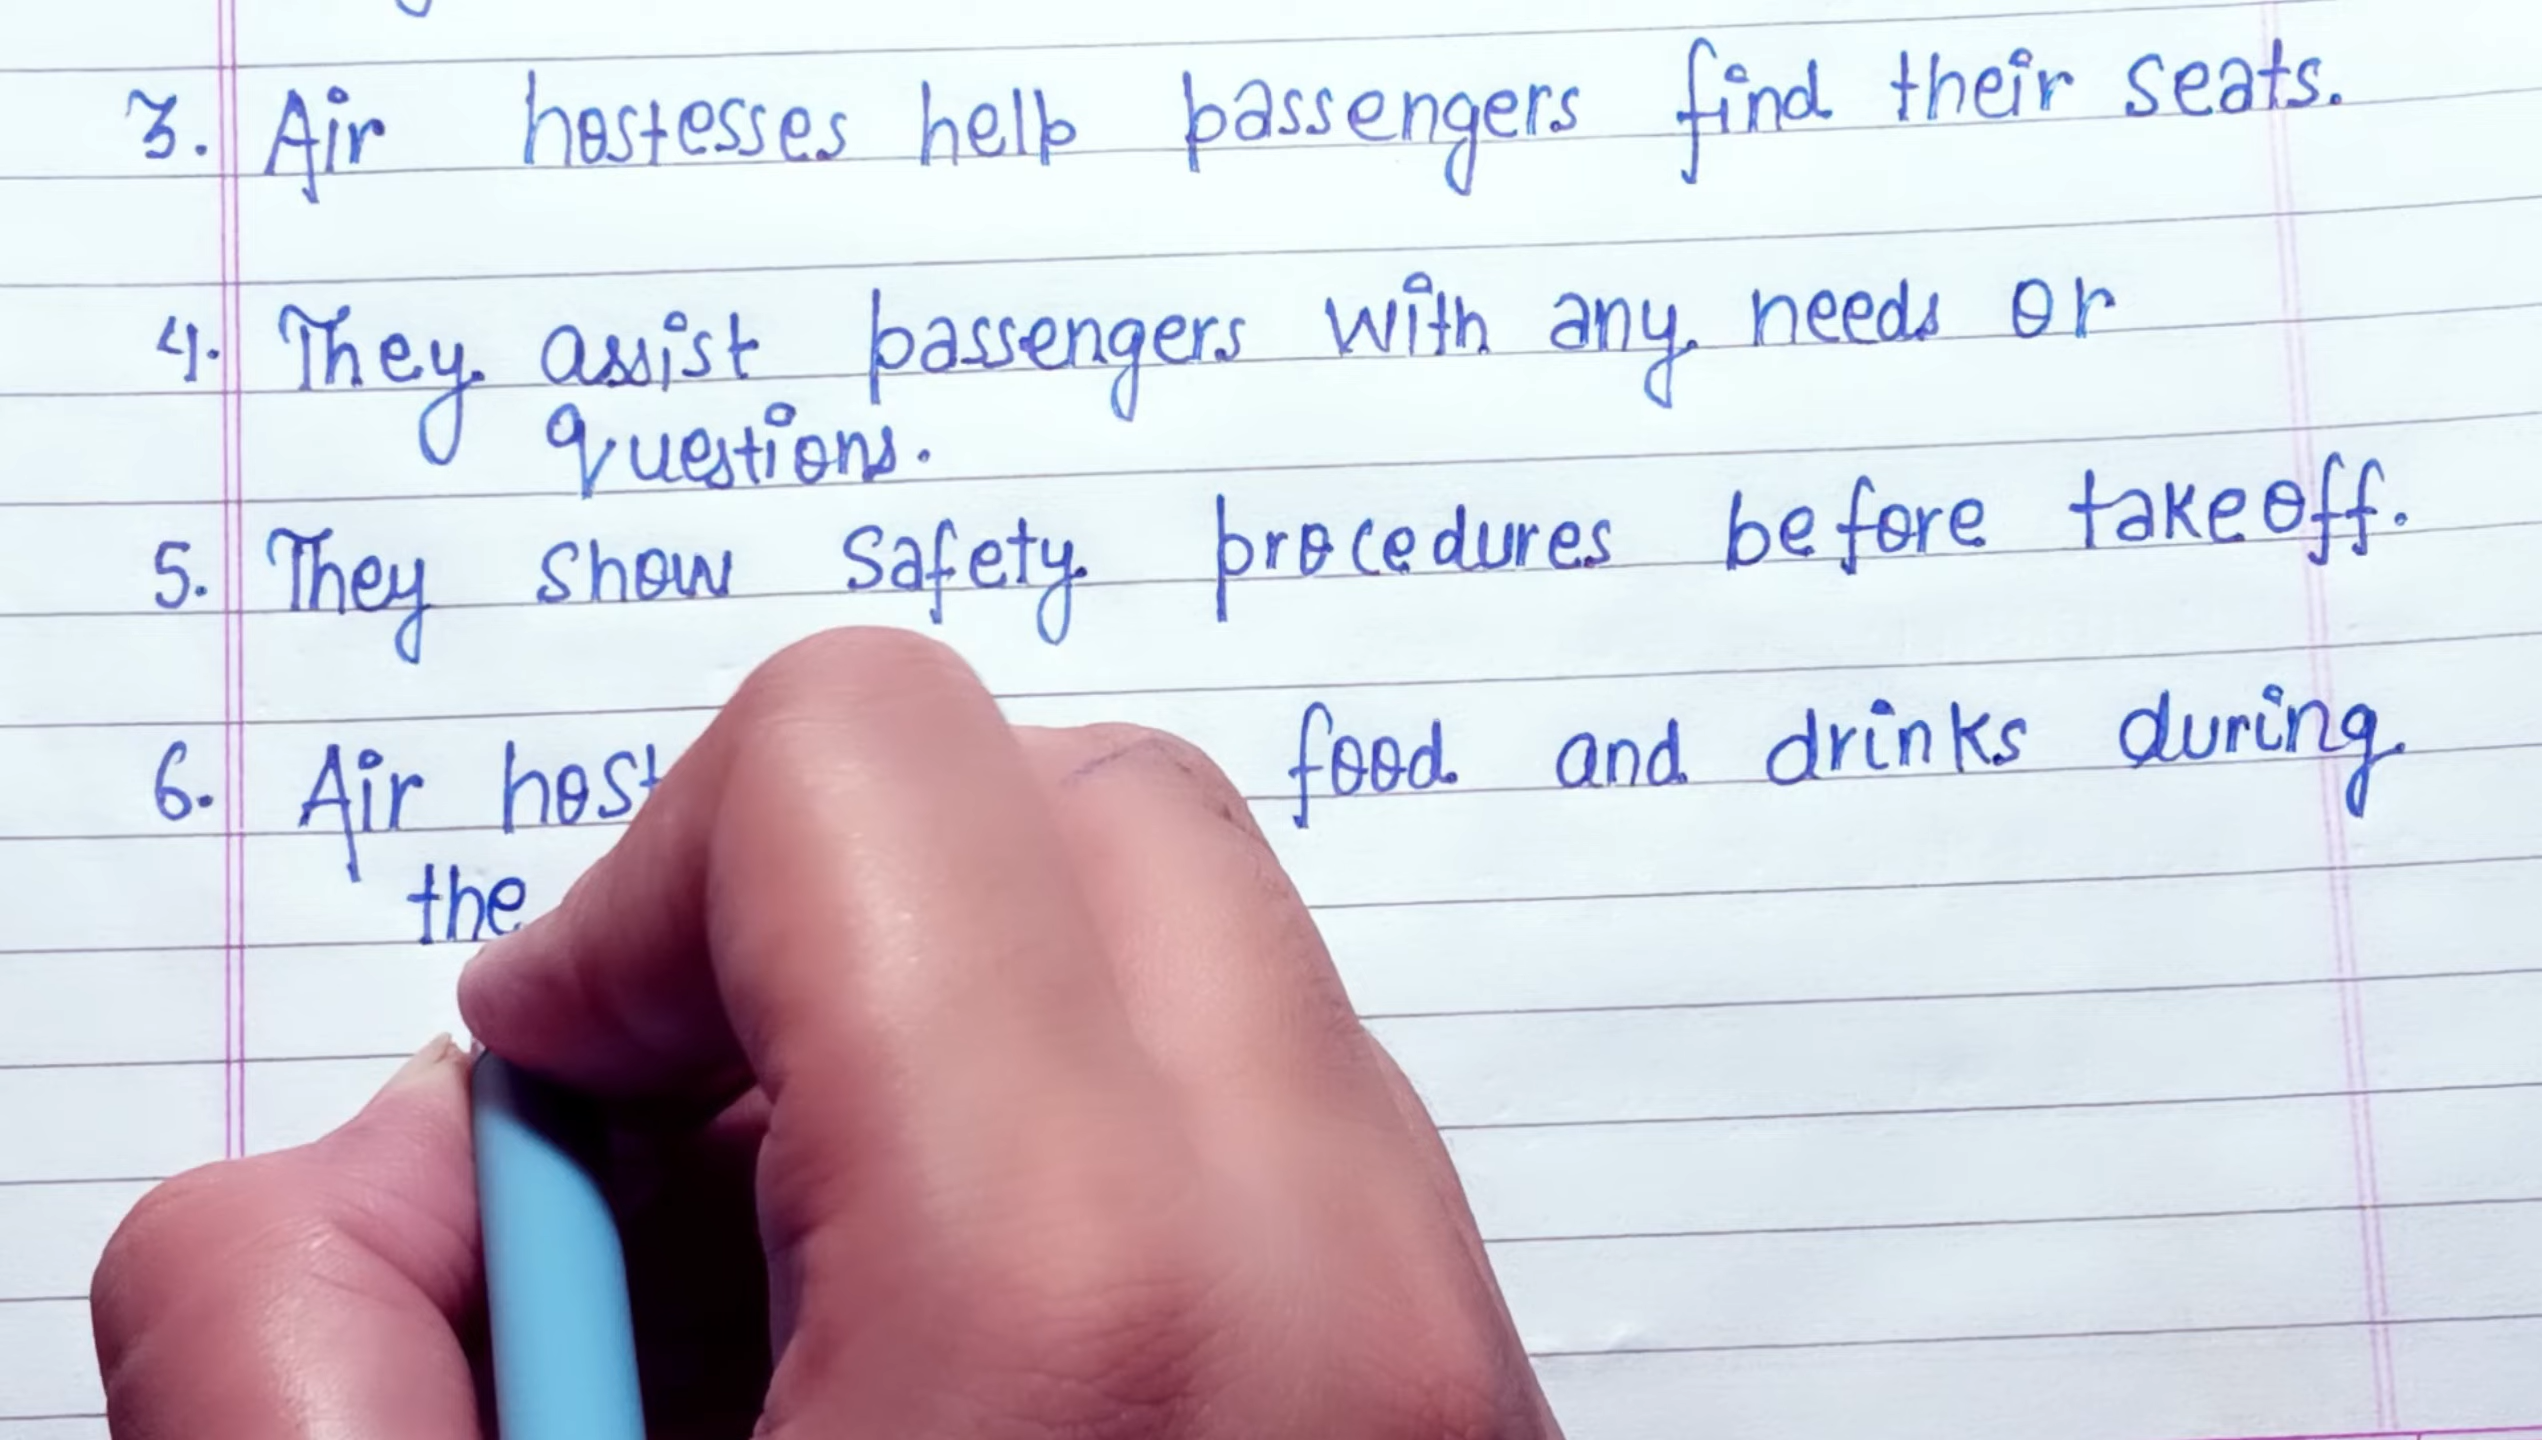 3. Air hostesses help passengers find their seats.
4. They assist passengers with any needs or
questions.
5. They show safety procedures before takeoff.
6. Air food and drinks during
the